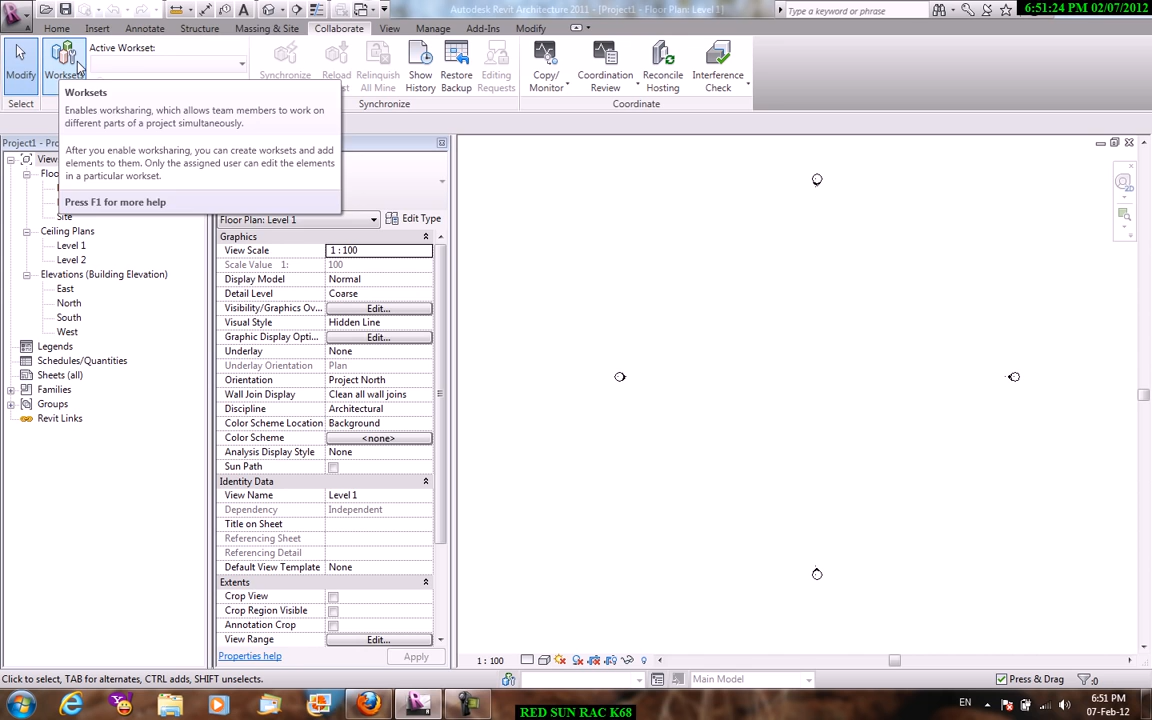 Autodesk Revit Architecture 2011 - [Project1 - Floor Plan: Level 1]
Type a keyword or phrase
6:51:24 PM 02/07/2012
Home Insert Annotate Structure Massing & Site Collaborate View Manage Add-Ins Modify
Modify
Worksets
Active Workset:
Synchronize
Reload
Relinquish
All Mine
Show
History
Restore
Backup
Editing
Requests
Copy/
Monitor
Coordination
Review
Reconcile
Hosting
Interference
Check
Select
Synchronize
Coordinate
Worksets
Enables worksharing, which allows team members to work on
different parts of a project simultaneously.
After you enable worksharing, you can create worksets and add
elements to them. Only the assigned user can edit the elements
in a particular workset.
Press F1 for more help
Project1 - Pro
View
Floo
Site
Ceiling Plans
Level 1
Level 2
Elevations (Building Elevation)
East
North
South
West
Legends
Schedules/Quantities
Sheets (all)
Families
Groups
Revit Links
Floor Plan: Level 1
Edit Type
Graphics
View Scale 1 : 100
Scale Value 1: 100
Display Model Normal
Detail Level Coarse
Visibility/Graphics Ov... Edit...
Visual Style Hidden Line
Graphic Display Opti... Edit...
Underlay None
Underlay Orientation Plan
Orientation Project North
Wall Join Display Clean all wall joins
Discipline Architectural
Color Scheme Location Background
Color Scheme <none>
Analysis Display Style None
Sun Path
Identity Data
View Name Level 1
Dependency Independent
Title on Sheet
Referencing Sheet
Referencing Detail
Default View Template None
Extents
Crop View
Crop Region Visible
Annotation Crop
View Range Edit...
Properties help
Apply
2D
1 : 100
Click to select, TAB for alternates, CTRL adds, SHIFT unselects.
Main Model
Press & Drag
:0
EN
6:51 PM
07-Feb-12
RED SUN RAC K68